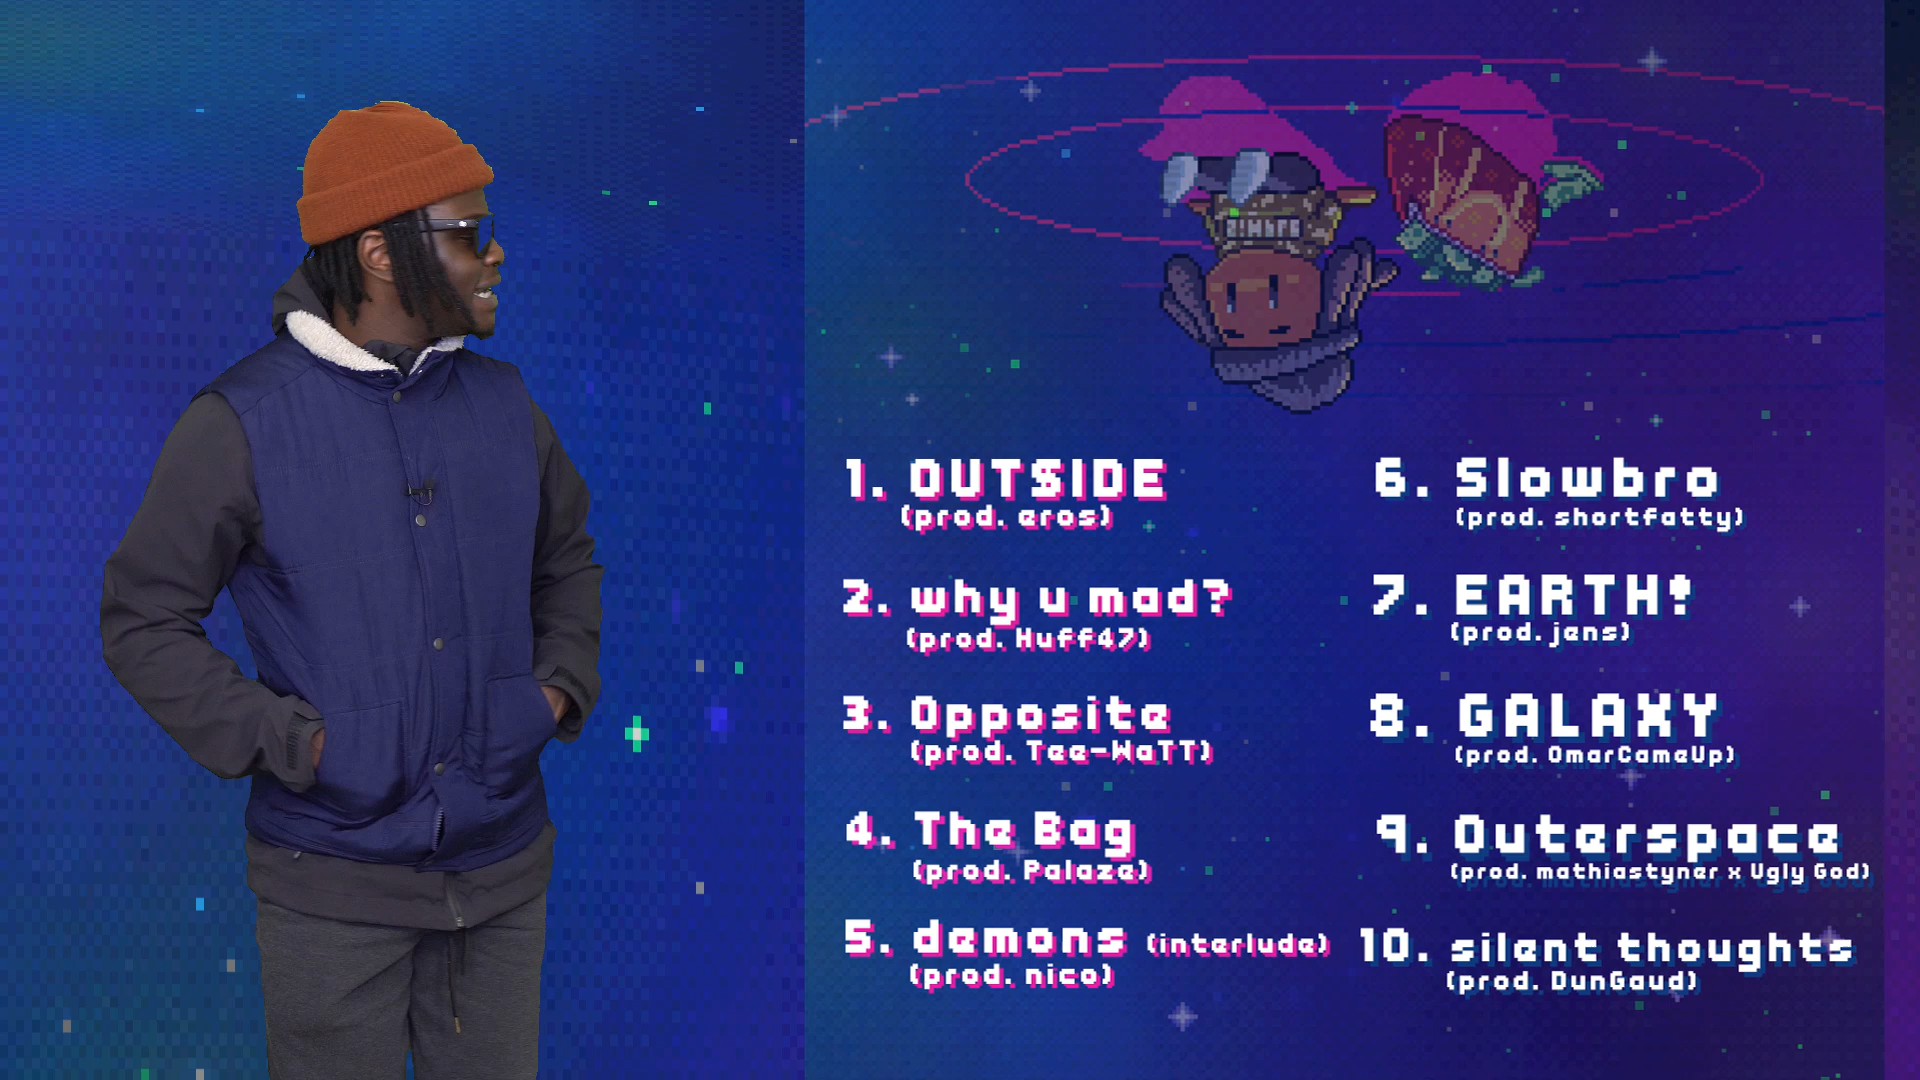 1. OUTSIDE
(prod. eros)
2. why u mad?
(prod. Huff47)
3. Opposite
(prod. Tee-WaTT)
4. The Bag
(prod. Palaze)
5. demons (interlude)
(prod. nico)
6. Slowbro
(prod. shortfatty)
7. EARTH!
(prod. jens)
8. GALAXY
(prod. OmarCameUp)
9. Outerspace
(prod. mathiastyner x Ugly God)
10. silent thoughts
(prod. DunGaud)